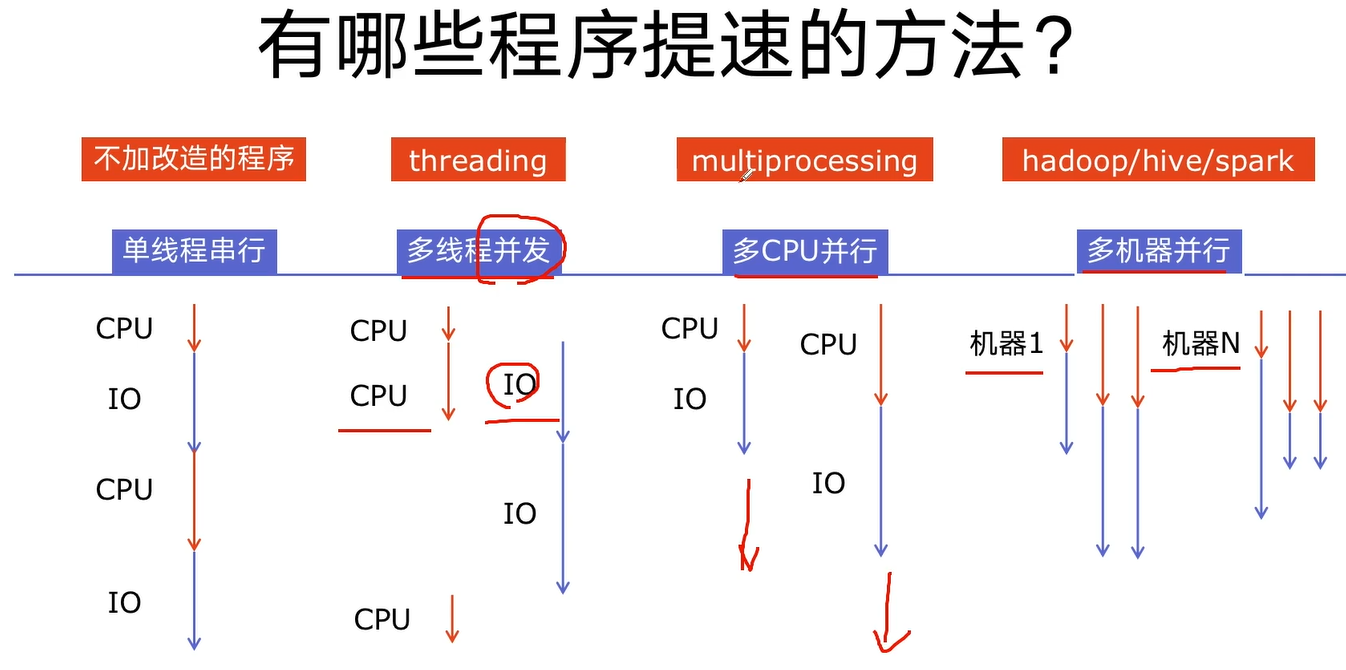 有哪些程序提速的方法？
不加改造的程序
threading
multiprocessing
hadoop/hive/spark
单线程串行
多线程并发
多CPU并行
多机器并行
CPU
IO
CPU
IO
CPU
CPU
IO
IO
CPU
CPU
IO
CPU
IO
机器1
机器N